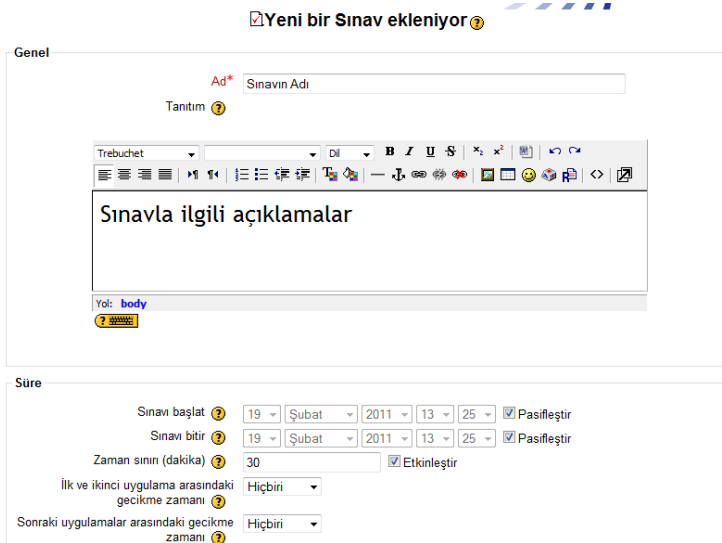 Yeni bir Sınav ekleniyor
Genel
Ad* Sınavın Adı
Tanıtım
Trebuchet Dil B I U S x₂ x²
Sınavla ilgili açıklamalar
Yol: body
Süre
Sınavı başlat 19 Şubat 2011 13 25 Pasifleştir
Sınavı bitir 19 Şubat 2011 13 25 Pasifleştir
Zaman sınırı (dakika) 30 Etkinleştir
İlk ve ikinci uygulama arasındaki
gecikme zamanı Hiçbiri
Sonraki uygulamalar arasındaki gecikme
zamanı Hiçbiri